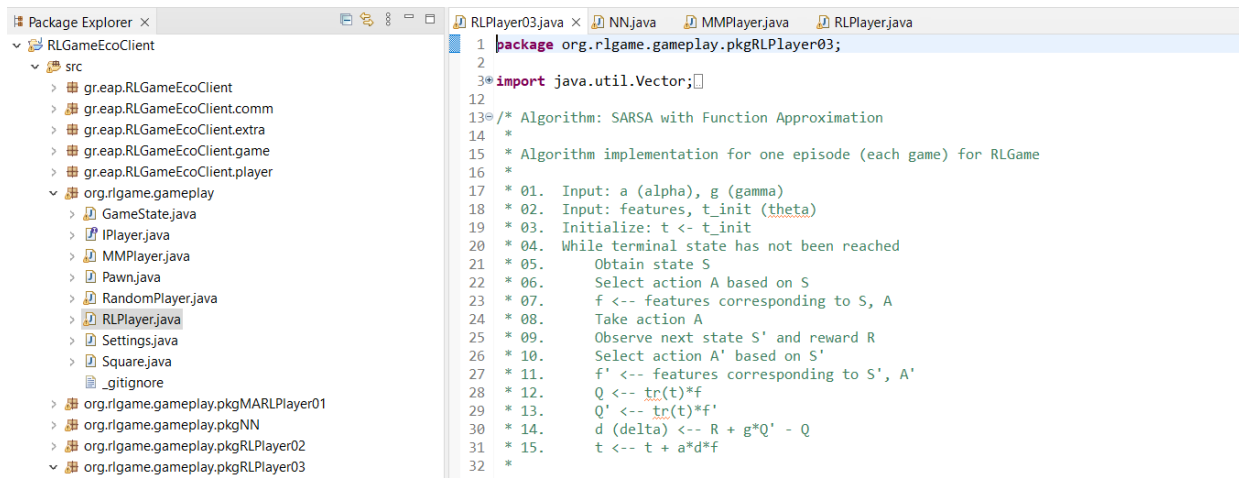 Package Explorer ×
RLGameEcoClient
src
gr.eap.RLGameEcoClient
gr.eap.RLGameEcoClient.comm
gr.eap.RLGameEcoClient.extra
gr.eap.RLGameEcoClient.game
gr.eap.RLGameEcoClient.player
org.rlgame.gameplay
GameState.java
IPlayer.java
MMPlayer.java
Pawn.java
RandomPlayer.java
RLPlayer.java
Settings.java
Square.java
_gitignore
org.rlgame.gameplay.pkgMARLPlayer01
org.rlgame.gameplay.pkgNN
org.rlgame.gameplay.pkgRLPlayer02
org.rlgame.gameplay.pkgRLPlayer03
RLPlayer03.java × NN.java MMPlayer.java RLPlayer.java
1 package org.rlgame.gameplay.pkgRLPlayer03;
2
3 import java.util.Vector;
12
13 /* Algorithm: SARSA with Function Approximation
14 *
15 * Algorithm implementation for one episode (each game) for RLGame
16 *
17 * 01. Input: a (alpha), g (gamma)
18 * 02. Input: features, t_init (theta)
19 * 03. Initialize: t <- t_init
20 * 04. While terminal state has not been reached
21 * 05. Obtain state S
22 * 06. Select action A based on S
23 * 07. f <-- features corresponding to S, A
24 * 08. Take action A
25 * 09. Observe next state S' and reward R
26 * 10. Select action A' based on S'
27 * 11. f' <-- features corresponding to S', A'
28 * 12. Q <-- tr(t)*f
29 * 13. Q' <-- tr(t)*f'
30 * 14. d (delta) <-- R + g*Q' - Q
31 * 15. t <-- t + a*d*f
32 *